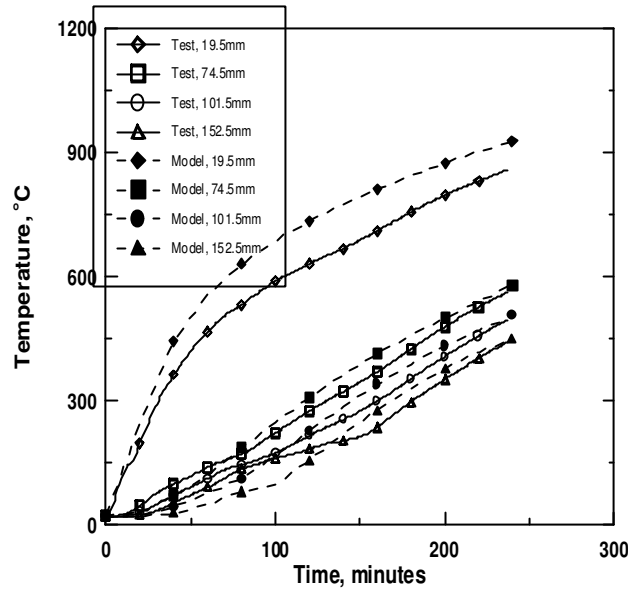 1200
Test, 19.5mm
Test, 74.5mm
Test, 101.5mm
Test, 152.5mm
Model, 19.5mm
Model, 74.5mm
Model, 101.5mm
Model, 152.5mm
900
600
300
0
Temperature, °C
0 100 200 300
Time, minutes